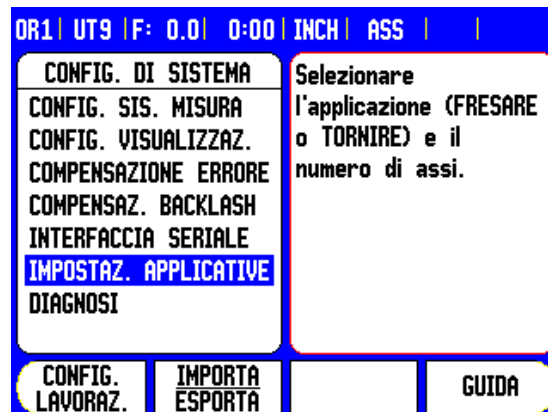 OR1| UT9 |F: 0.0| 0:00| INCH| ASS | |
CONFIG. DI SISTEMA
CONFIG. SIS. MISURA
CONFIG. VISUALIZZAZ.
COMPENSAZIONE ERRORE
COMPENSAZ. BACKLASH
INTERFACCIA SERIALE
IMPOSTAZ. APPLICATIVE
DIAGNOSI
Selezionare
l'applicazione (FRESARE
o TORNIRE) e il
numero di assi.
CONFIG.
LAVORAZ.
IMPORTA
ESPORTA
GUIDA